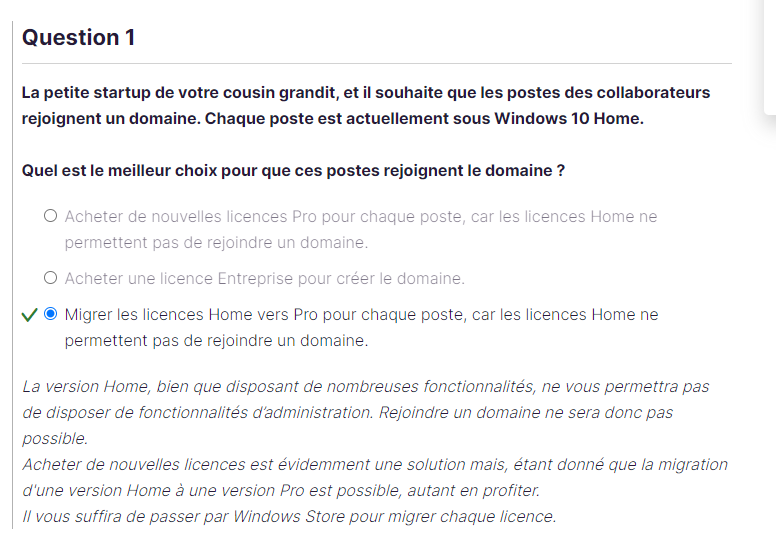 Question 1
La petite startup de votre cousin grandit, et il souhaite que les postes des collaborateurs
rejoignent un domaine. Chaque poste est actuellement sous Windows 10 Home.
Quel est le meilleur choix pour que ces postes rejoignent le domaine ?
Acheter de nouvelles licences Pro pour chaque poste, car les licences Home ne
permettent pas de rejoindre un domaine.
Acheter une licence Entreprise pour créer le domaine.
Migrer les licences Home vers Pro pour chaque poste, car les licences Home ne
permettent pas de rejoindre un domaine.
La version Home, bien que disposant de nombreuses fonctionnalités, ne vous permettra pas
de disposer de fonctionnalités d’administration. Rejoindre un domaine ne sera donc pas
possible.
Acheter de nouvelles licences est évidemment une solution mais, étant donné que la migration
d'une version Home à une version Pro est possible, autant en profiter.
Il vous suffira de passer par Windows Store pour migrer chaque licence.